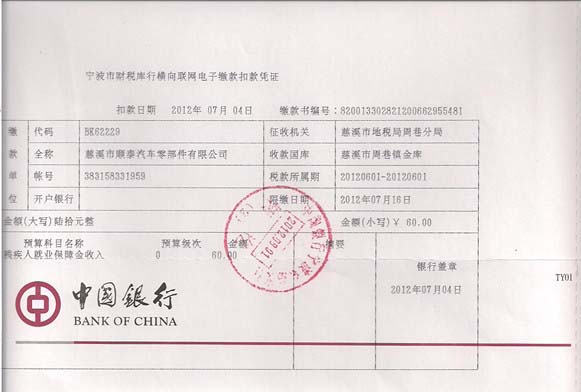 宁波市财税库行横向联网电子缴款扣款凭证
扣款日期 2012年07月04日 缴款书编号:820013302821200662955481
缴 代码 BK62229 征收机关 慈溪市地税局周巷分局
款 全称 慈溪市顺泰汽车零部件有限公司 收款国库 慈溪市周巷镇金库
单 帐号 383158331959 税款所属期 20120601-20120601
位 开户银行 限缴日期 2012年07月16日
金额(大写)陆拾元整 金额(小写)¥ 60.00
预算科目名称 预算级次 金额 摘要
残疾人就业保障金收入 0 60.00
银行盖章
2012年07月04日
TY01
中國銀行
BANK OF CHINA